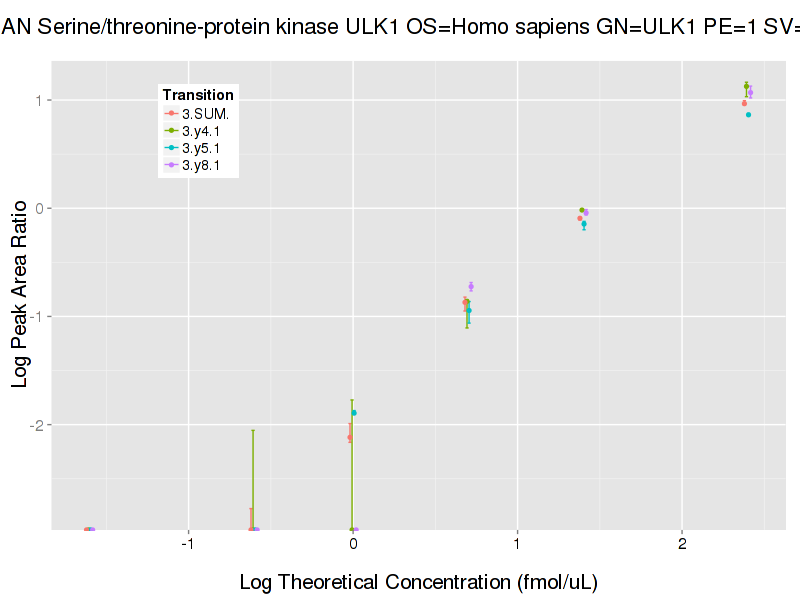 AN Serine/threonine-protein kinase ULK1 OS=Homo sapiens GN=ULK1 PE=1 SV=
Transition
3.SUM.
3.y4.1
3.y5.1
3.y8.1
Log Peak Area Ratio
1
0
-1
-2
-1
0
1
2
Log Theoretical Concentration (fmol/uL)